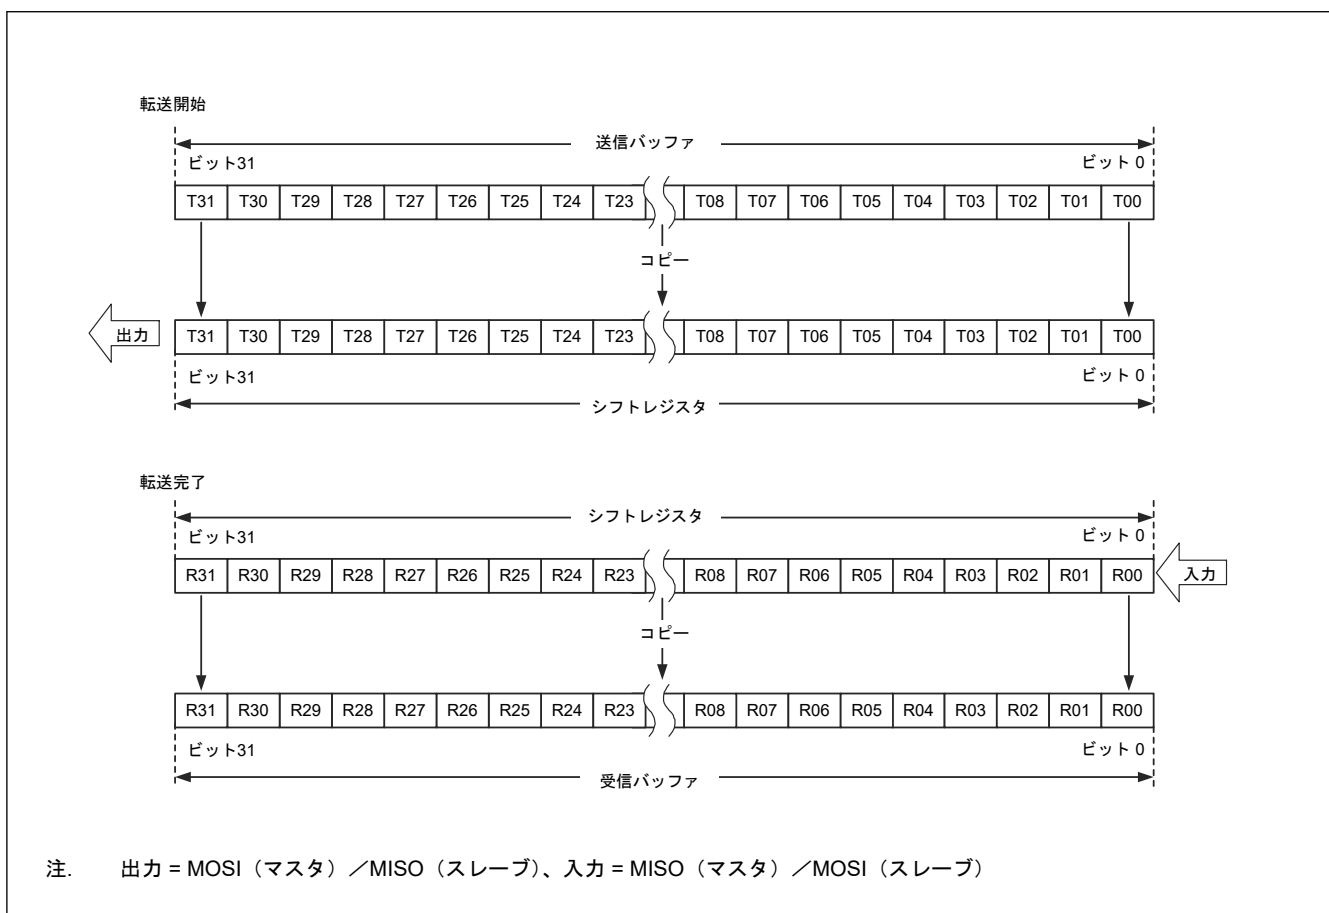 転送開始
送信バッファ
ビット31 ビット 0
T31 T30 T29 T28 T27 T26 T25 T24 T23 T08 T07 T06 T05 T04 T03 T02 T01 T00
コピー
出力 T31 T30 T29 T28 T27 T26 T25 T24 T23 T08 T07 T06 T05 T04 T03 T02 T01 T00
ビット31 ビット 0
シフトレジスタ
転送完了
シフトレジスタ
ビット31 ビット 0
R31 R30 R29 R28 R27 R26 R25 R24 R23 R08 R07 R06 R05 R04 R03 R02 R01 R00 入力
コピー
R31 R30 R29 R28 R27 R26 R25 R24 R23 R08 R07 R06 R05 R04 R03 R02 R01 R00
ビット31 ビット 0
受信バッファ
注. 出力 = MOSI（マスタ）／MISO（スレーブ）、入力 = MISO（マスタ）／MOSI（スレーブ）